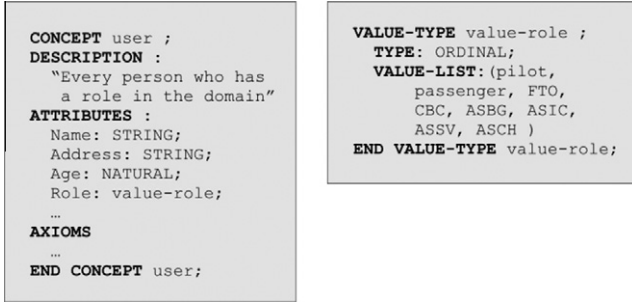 CONCEPT user ;
DESCRIPTION :
“Every person who has
a role in the domain”
ATTRIBUTES :
Name: STRING;
Address: STRING;
Age: NATURAL;
Role: value-role;
…
AXIOMS
…
END CONCEPT user;
VALUE-TYPE value-role ;
TYPE: ORDINAL;
VALUE-LIST:(pilot,
passenger, FTO,
CBC, ASBG, ASIC,
ASSV, ASCH )
END VALUE-TYPE value-role;